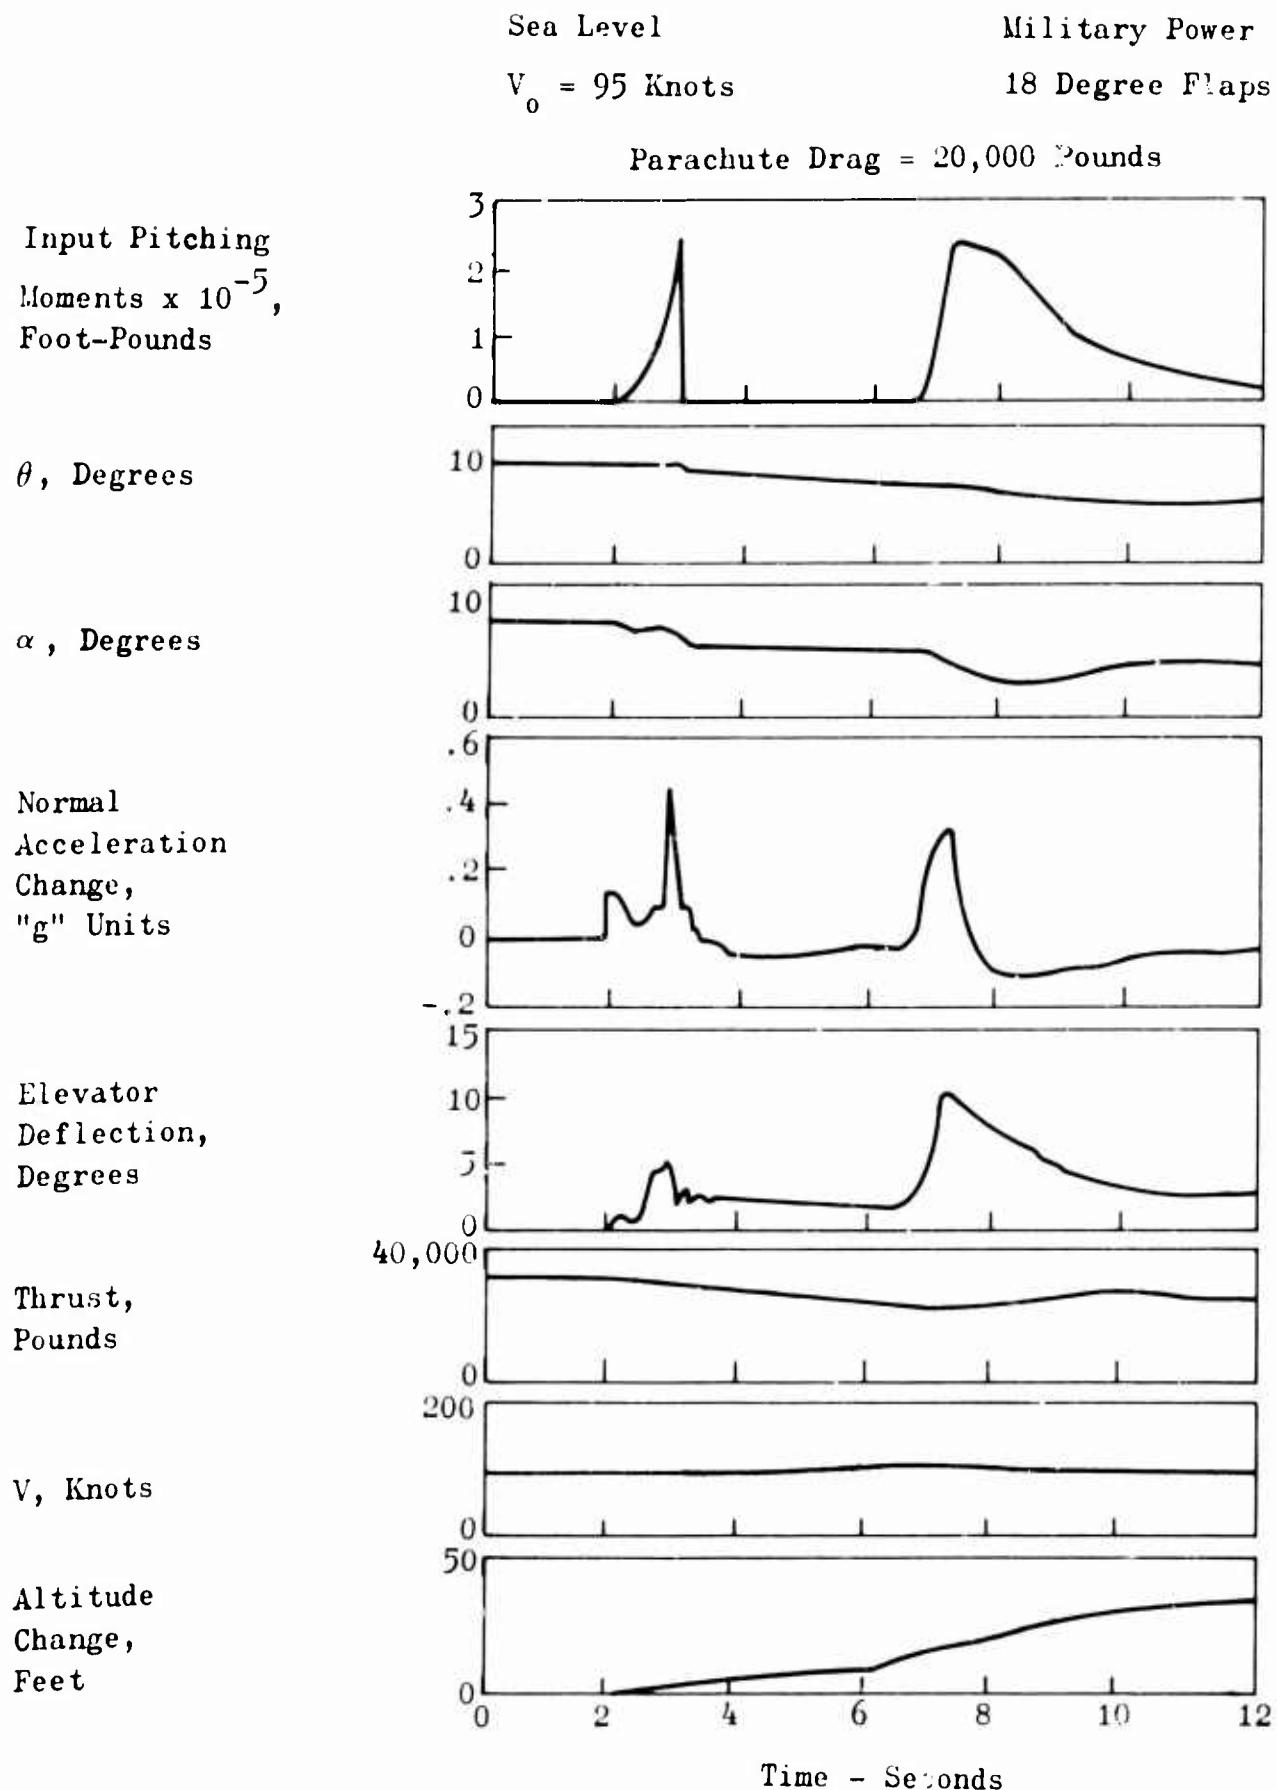 Sea Level
Military Power
V₀ = 95 Knots
18 Degree Flaps
Parachute Drag = 20,000 Pounds
Input Pitching
Moments x 10⁻⁵,
Foot-Pounds
3
2
1
0
θ, Degrees
10
0
α, Degrees
10
0
Normal
Acceleration
Change,
"g" Units
.6
.4
.2
0
-.2
Elevator
Deflection,
Degrees
15
10
5
0
Thrust,
Pounds
40,000
0
V, Knots
200
0
Altitude
Change,
Feet
50
0
0 2 4 6 8 10 12
Time - Seconds